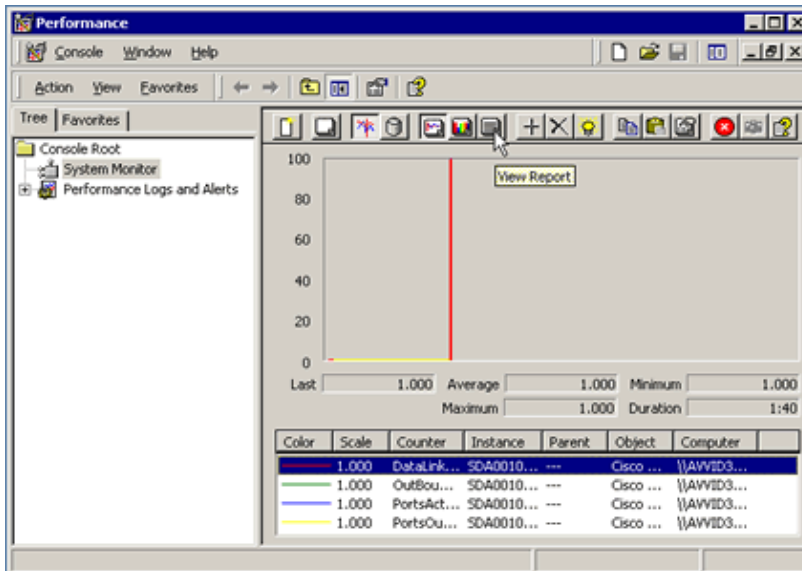 Performance
Console Window Help
Action View Favorites
Tree Favorites
Console Root
System Monitor
Performance Logs and Alerts
View Report
100
80
60
40
20
0
Last 1.000 Average 1.000 Minimum 1.000
Maximum 1.000 Duration 1:40
Color Scale Counter Instance Parent Object Computer
1.000 DataLink... SDA0010... --- Cisco ... \\AVVID3...
1.000 OutBou... SDA0010... --- Cisco ... \\AVVID3...
1.000 PortsAct... SDA0010... --- Cisco ... \\AVVID3...
1.000 PortsOu... SDA0010... --- Cisco ... \\AVVID3...